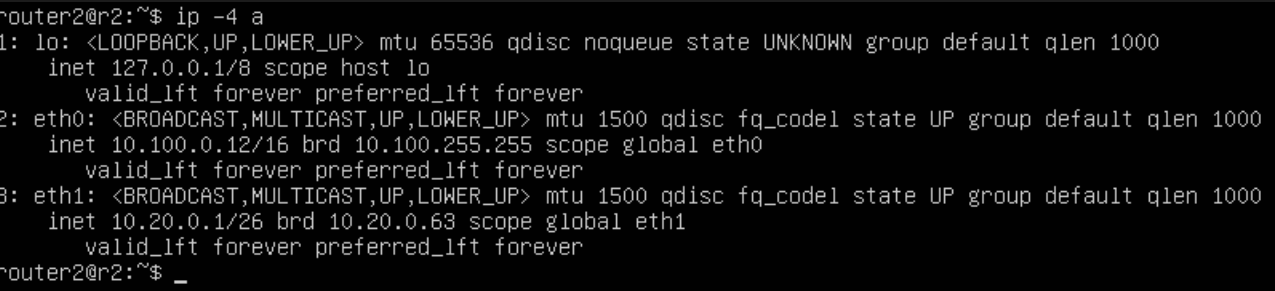 router2@r2:~$ ip -4 a
1: lo: <LOOPBACK,UP,LOWER_UP> mtu 65536 qdisc noqueue state UNKNOWN group default qlen 1000
    inet 127.0.0.1/8 scope host lo
       valid_lft forever preferred_lft forever
2: eth0: <BROADCAST,MULTICAST,UP,LOWER_UP> mtu 1500 qdisc fq_codel state UP group default qlen 1000
    inet 10.100.0.12/16 brd 10.100.255.255 scope global eth0
       valid_lft forever preferred_lft forever
3: eth1: <BROADCAST,MULTICAST,UP,LOWER_UP> mtu 1500 qdisc fq_codel state UP group default qlen 1000
    inet 10.20.0.1/26 brd 10.20.0.63 scope global eth1
       valid_lft forever preferred_lft forever
router2@r2:~$ _